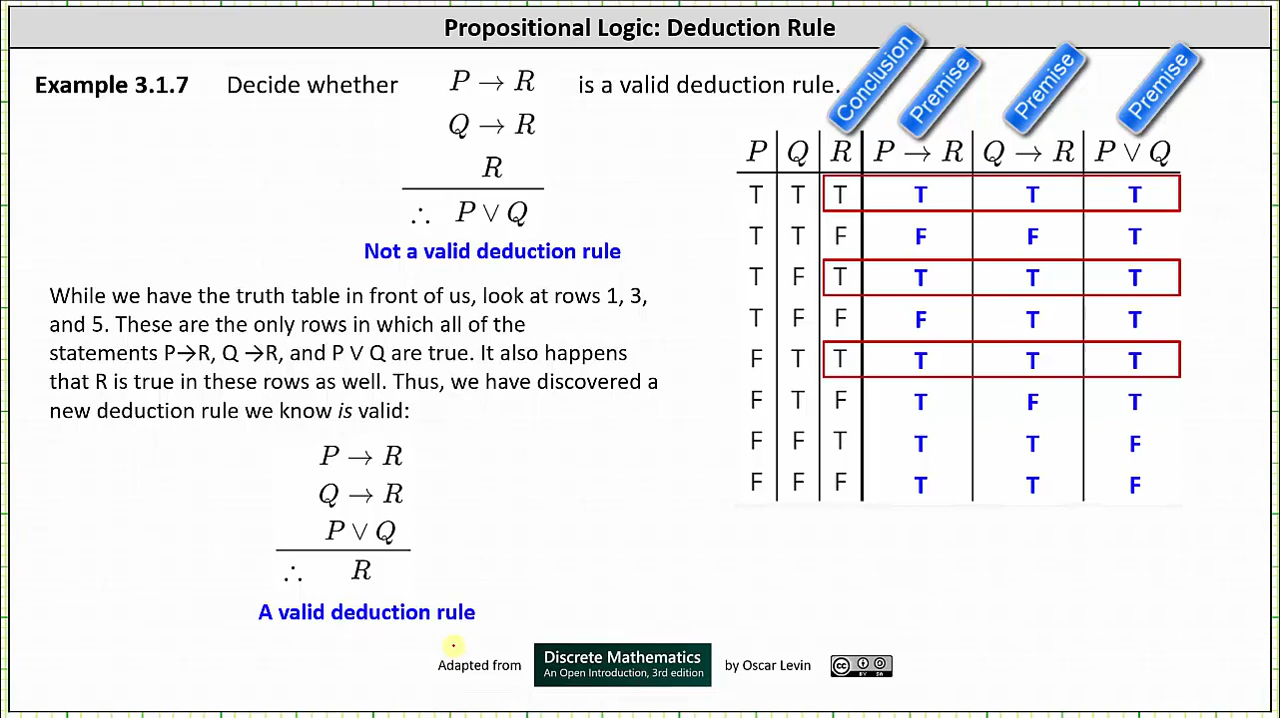 Propositional Logic: Deduction Rule
Example 3.1.7 Decide whether P → R is a valid deduction rule.
Q → R
R
∴ P ∨ Q
Not a valid deduction rule
While we have the truth table in front of us, look at rows 1, 3,
and 5. These are the only rows in which all of the
statements P→R, Q →R, and P ∨ Q are true. It also happens
that R is true in these rows as well. Thus, we have discovered a
new deduction rule we know is valid:
P → R
Q → R
P ∨ Q
∴ R
A valid deduction rule
Conclusion Premise Premise Premise
P Q R P → R Q → R P ∨ Q
T T T T T T
T T F F F T
T F T T T T
T F F F T T
F T T T T T
F T F T F T
F F T T T F
F F F T T F
Adapted from Discrete Mathematics by Oscar Levin
An Open Introduction, 3rd edition
cc BY SA